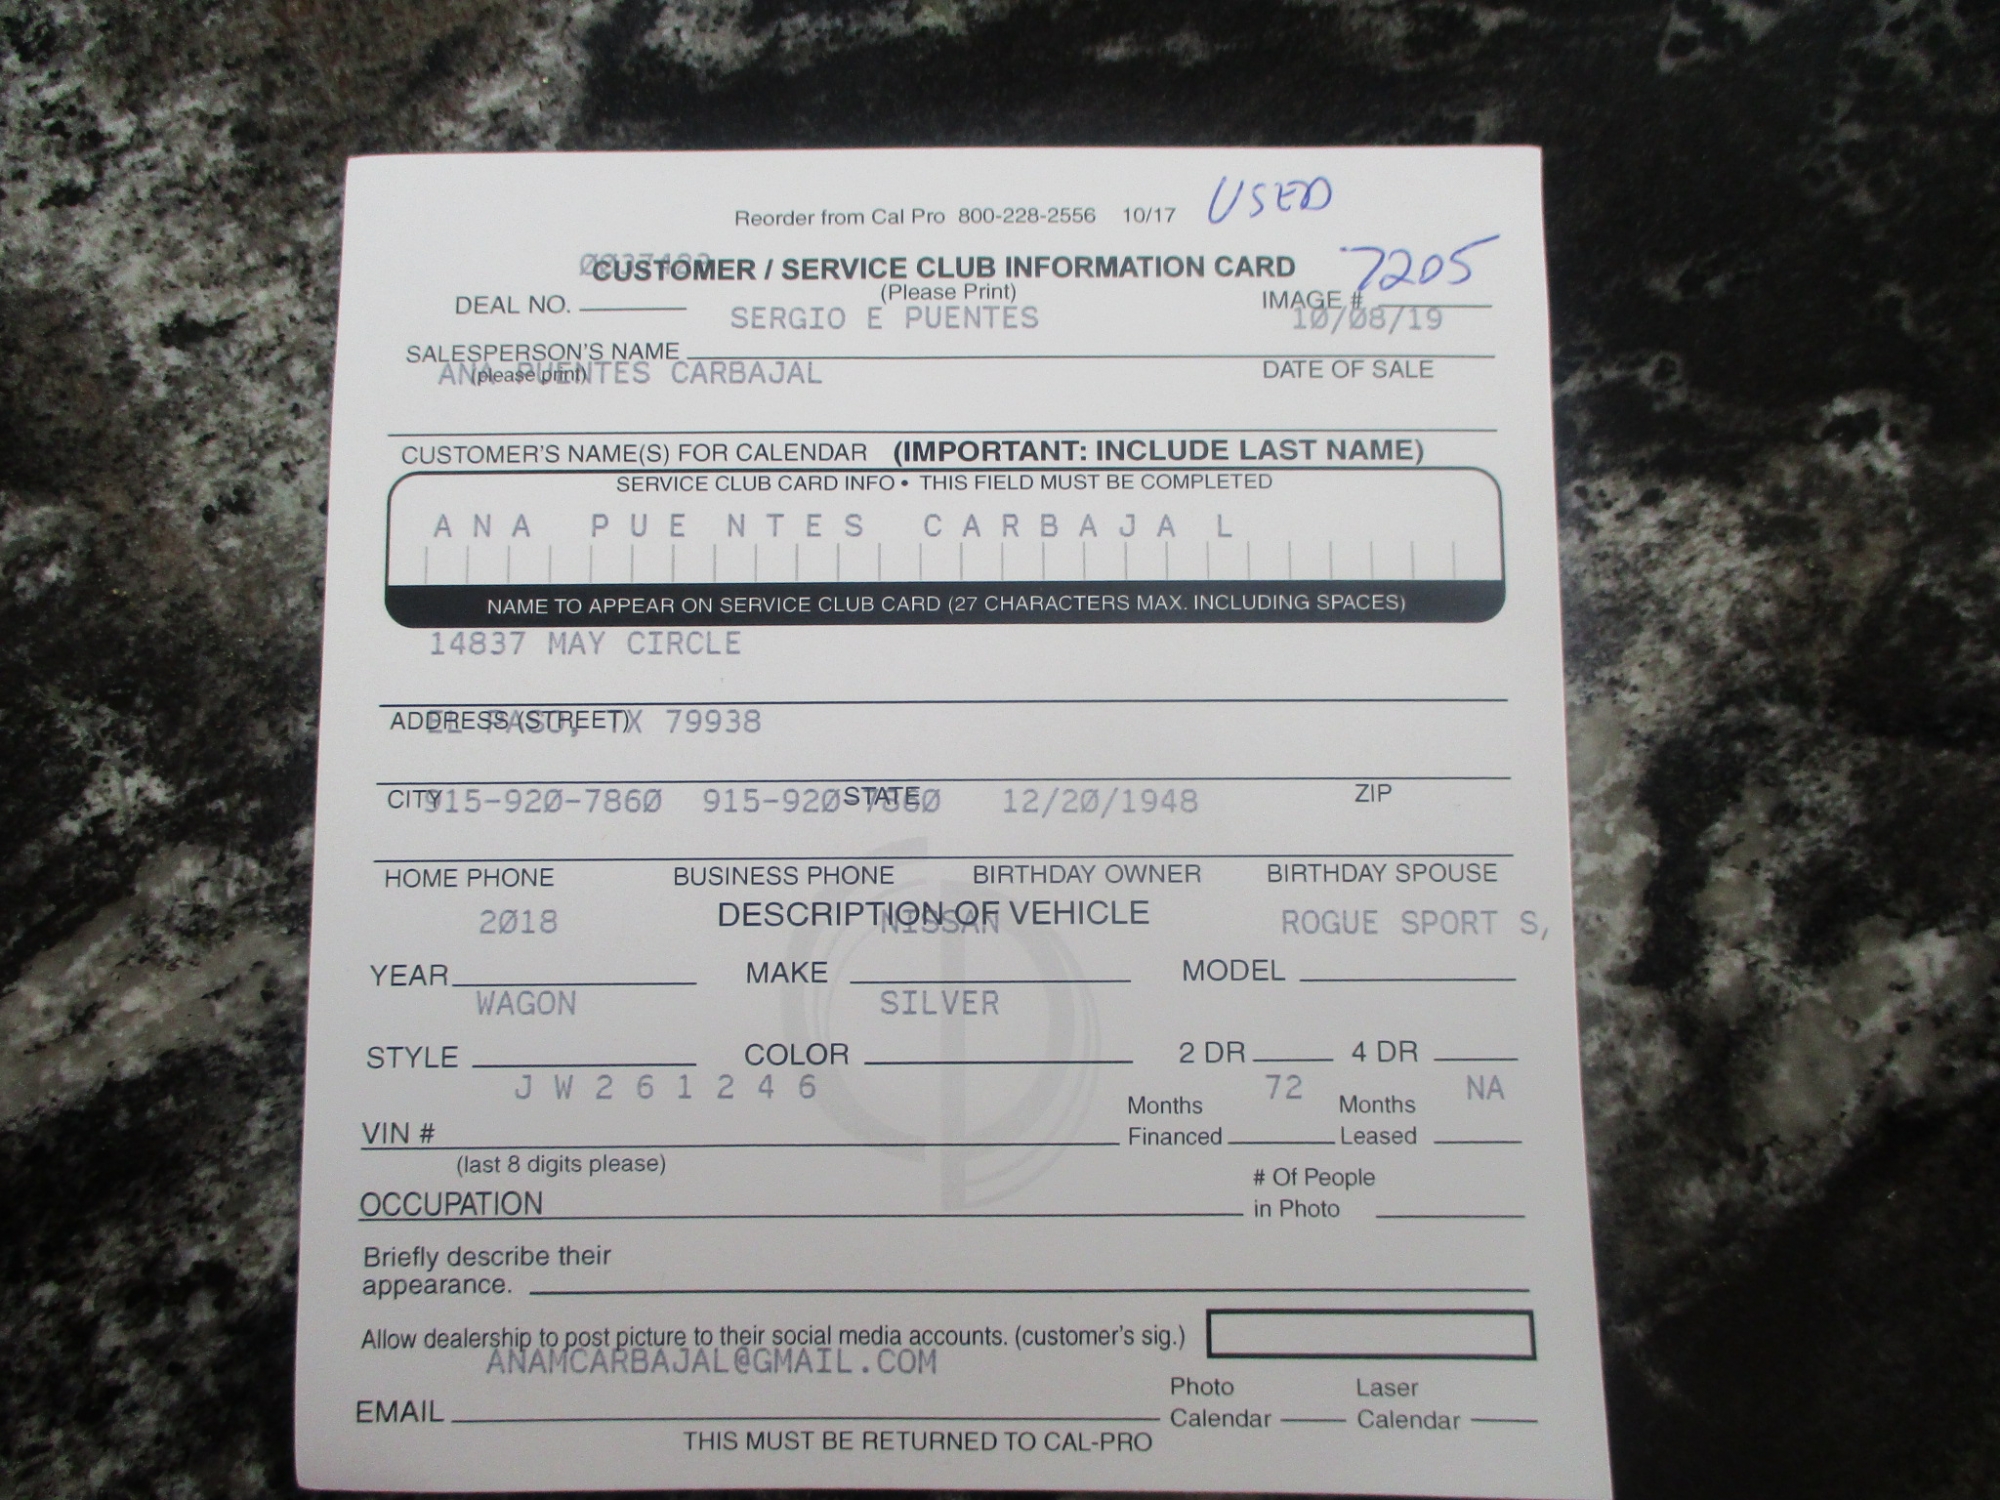 Reorder from Cal Pro 800-228-2556 10/17 USED
CUSTOMER / SERVICE CLUB INFORMATION CARD 7205
(Please Print)
DEAL NO. IMAGE #
SERGIO E PUENTES 10/08/19
SALESPERSON'S NAME
(please print) DATE OF SALE
ANA PUENTES CARBAJAL
CUSTOMER'S NAME(S) FOR CALENDAR (IMPORTANT: INCLUDE LAST NAME)
SERVICE CLUB CARD INFO • THIS FIELD MUST BE COMPLETED
ANA PUENTES CARBAJAL
NAME TO APPEAR ON SERVICE CLUB CARD (27 CHARACTERS MAX. INCLUDING SPACES)
14837 MAY CIRCLE
ADDRESS (STREET)
EL PASO, TX 79938
CITY STATE ZIP
915-920-7860 915-920-7860 12/20/1948
HOME PHONE BUSINESS PHONE BIRTHDAY OWNER BIRTHDAY SPOUSE
DESCRIPTION OF VEHICLE
2018 NISSAN ROGUE SPORT S,
YEAR MAKE MODEL
WAGON SILVER
STYLE COLOR 2 DR 4 DR
JW261246 72 NA
VIN # Months Financed Months Leased
(last 8 digits please)
OCCUPATION # Of People in Photo
Briefly describe their
appearance.
Allow dealership to post picture to their social media accounts. (customer's sig.)
ANAMCARBAJAL@GMAIL.COM
EMAIL Photo Calendar Laser Calendar
THIS MUST BE RETURNED TO CAL-PRO